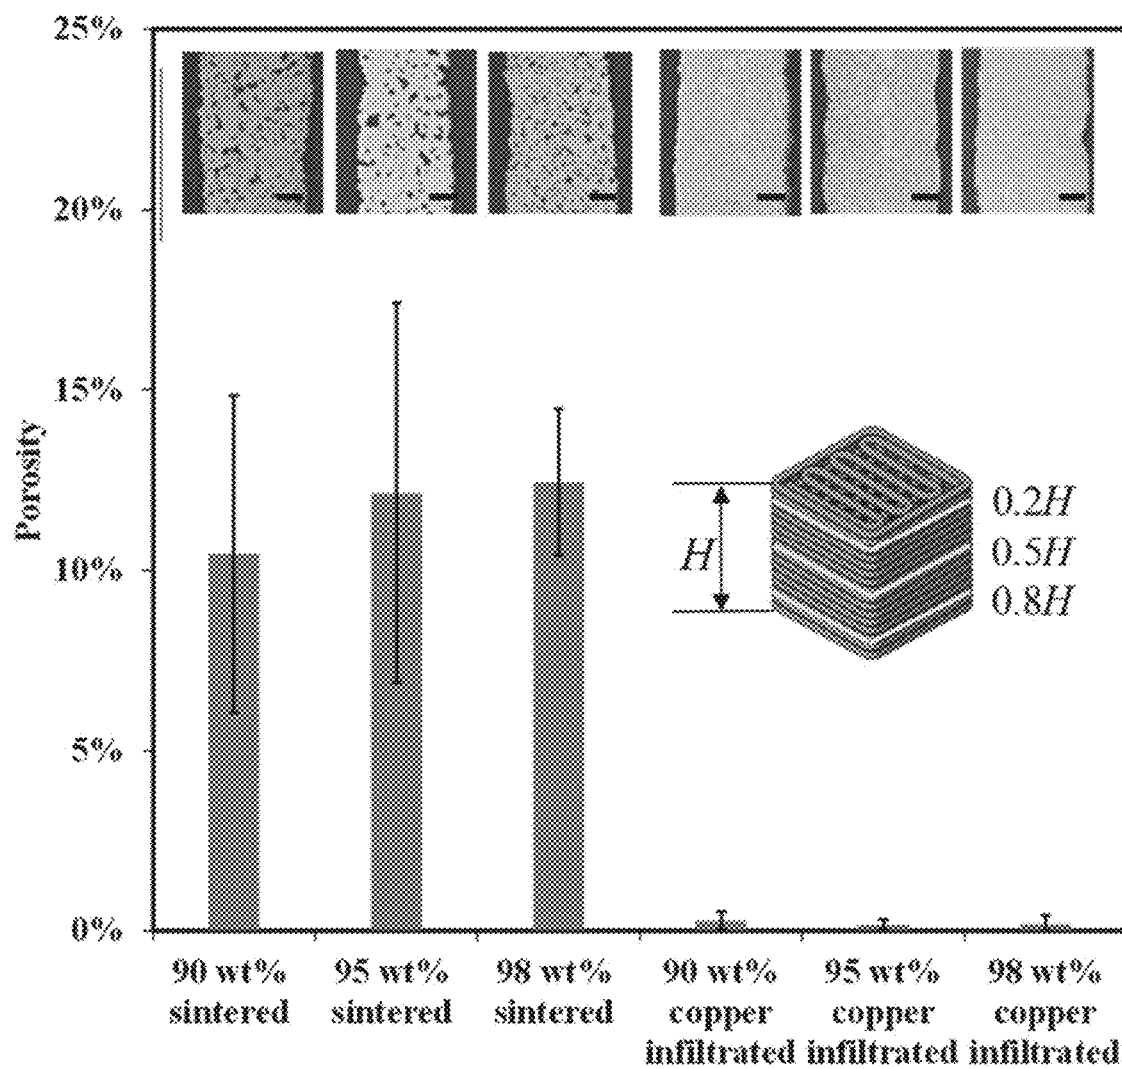 25%
20%
15%
10%
5%
0%
Porosity
H
0.2H
0.5H
0.8H
90 wt%
sintered
95 wt%
sintered
98 wt%
sintered
90 wt%
copper
infiltrated
95 wt%
copper
infiltrated
98 wt%
copper
infiltrated